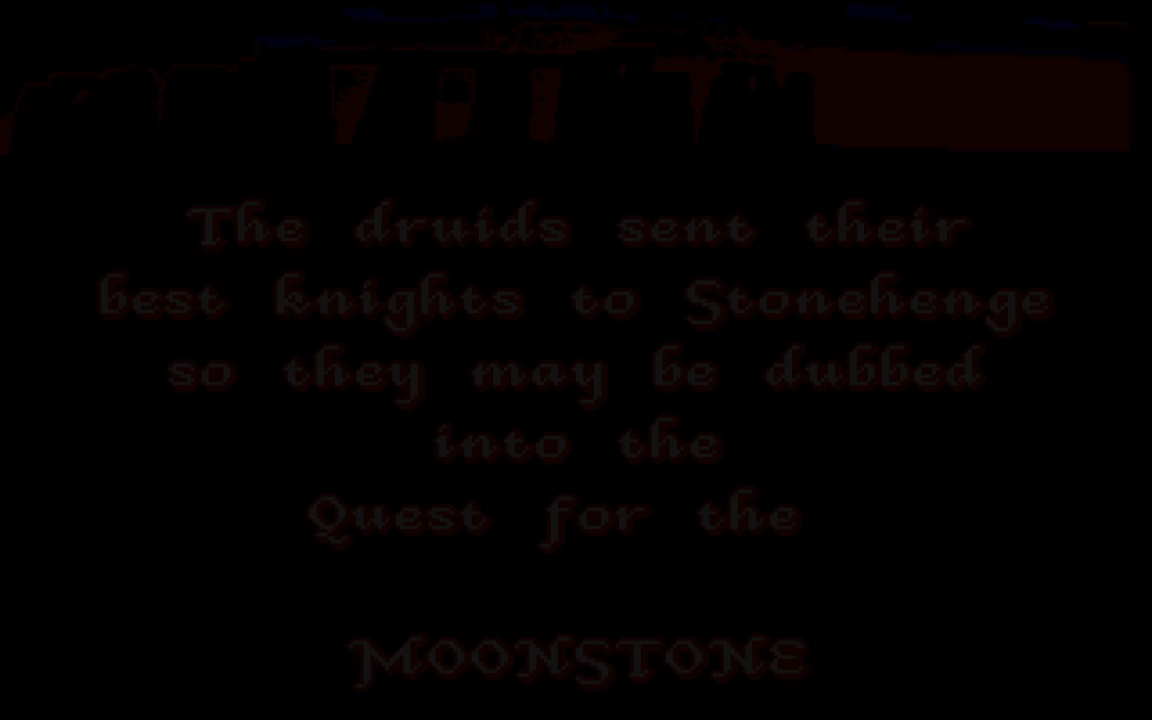 The druids sent their
best knights to Stonehenge
so they may be dubbed
into the
Quest for the
MOONSTONE